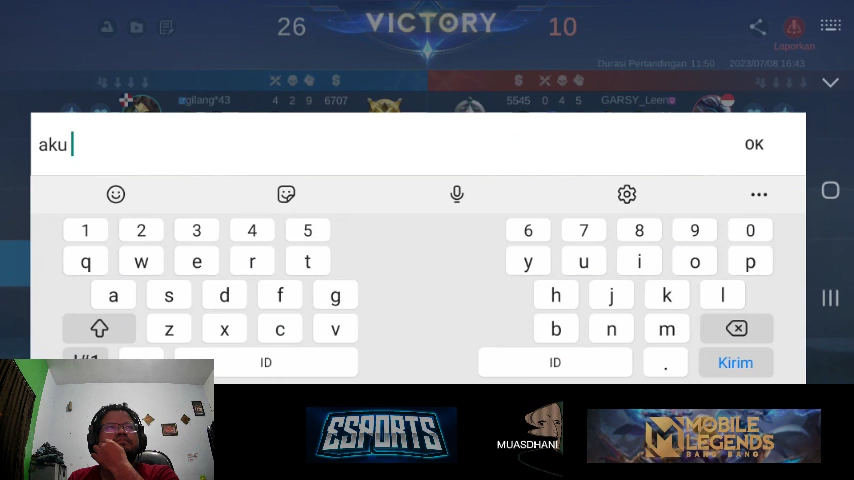 26 VICTORY 10
Laporkan
Durasi Pertandingan 11:50 2023/07/08 16:43
gilang*43 4 2 9 6707 5545 0 4 5 GARSY_Leen
aku
OK
1 2 3 4 5 6 7 8 9 0
q w e r t y u i o p
a s d f g h j k l
z x c v b n m
!#1 ID ID . Kirim
ESPORTS
MUASDHANI
MOBILE
LEGENDS
BANG BANG